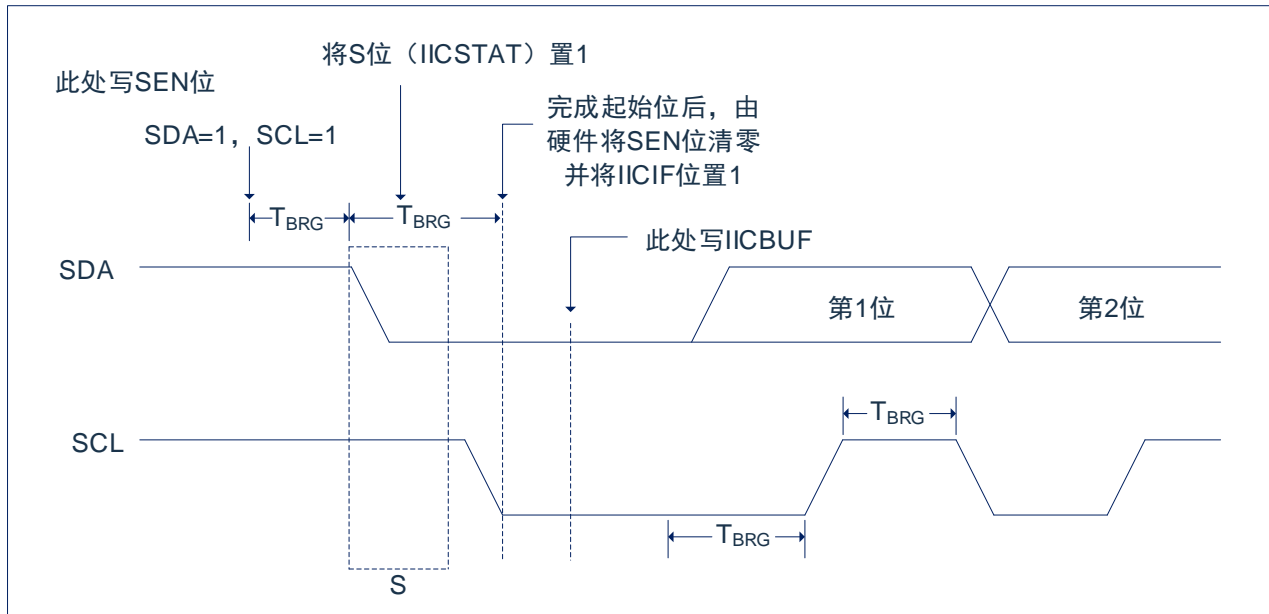 将S位（IICSTAT）置1
此处写SEN位
SDA=1，SCL=1
完成起始位后，由
硬件将SEN位清零
并将IICIF位置1
TBRG
TBRG
此处写IICBUF
SDA
第1位
第2位
TBRG
SCL
TBRG
S